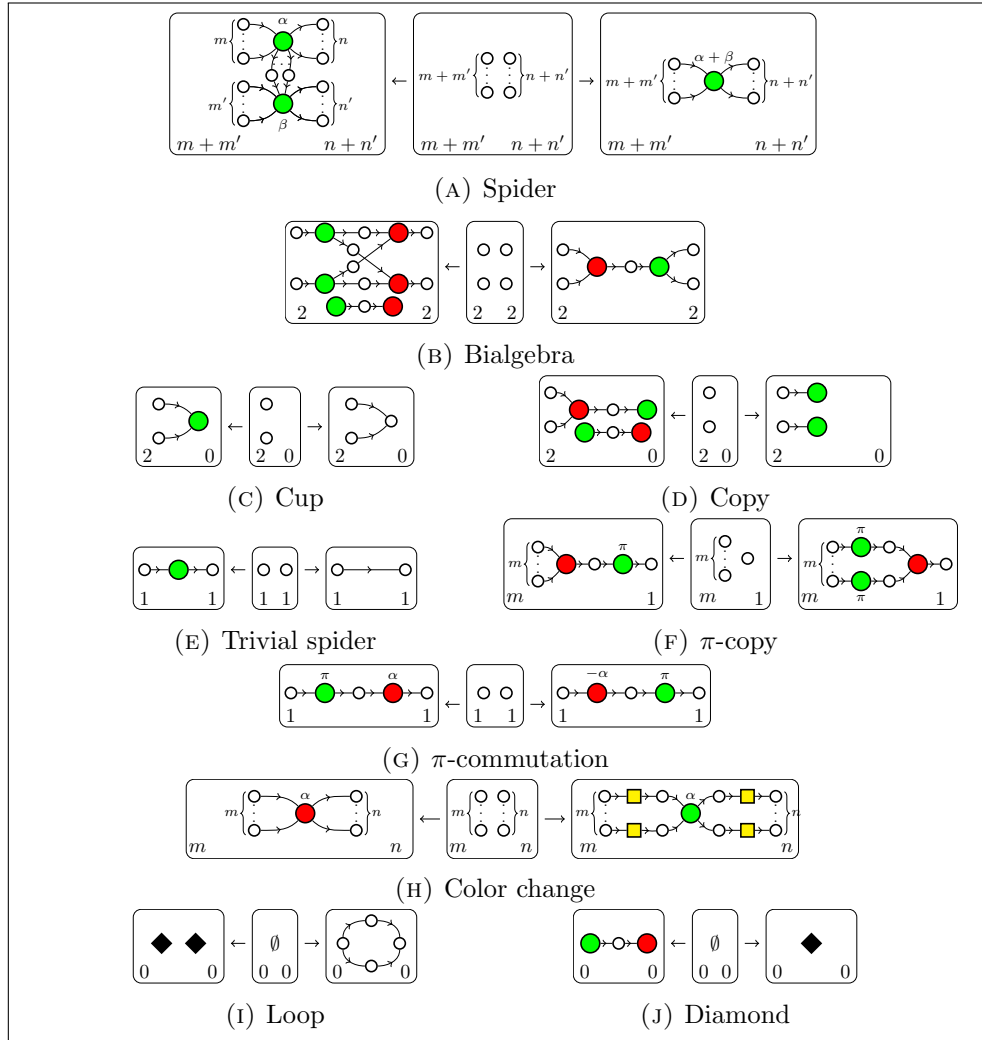 α
m n
m′ n′
β
m + m′ n + n′
←
m + m′ n + n′
m + m′ n + n′
→
α + β
m + m′ n + n′
m + m′ n + n′
(A) Spider
2 2 ← 2 2 → 2 2
(B) Bialgebra
2 0 ← 2 0 → 2 0
(C) Cup
2 0 ← 2 0 → 2 0
(D) Copy
1 1 ← 1 1 → 1 1
(E) Trivial spider
π
m
m 1
←
m
m 1
→
π
m
π
m 1
(F) π-copy
π α
1 1 ← 1 1 →
−α π
1 1
(G) π-commutation
α
m n
m n
←
m n
m n
→
α
m n
m n
(H) Color change
0 0 ← ∅ 0 0 → 0 0
(I) Loop
0 0 ← ∅ 0 0 → 0 0
(J) Diamond